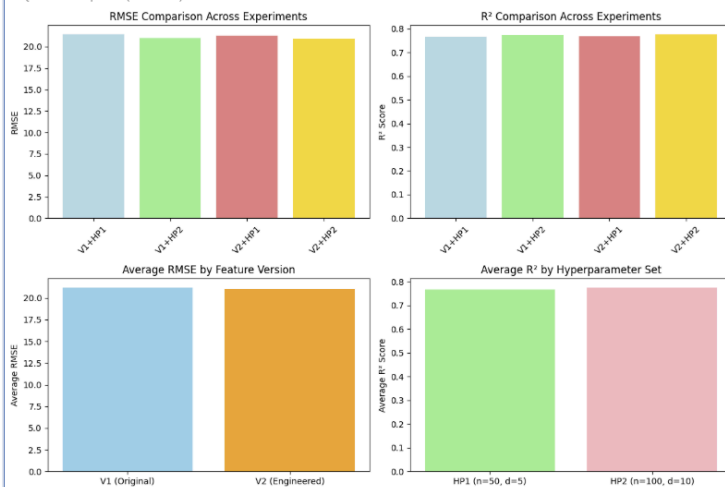 RMSE Comparison Across Experiments
20.0
17.5
15.0
12.5
10.0
7.5
5.0
2.5
0.0
RMSE
V1+HP1
V1+HP2
V2+HP1
V2+HP2
R² Comparison Across Experiments
0.8
0.7
0.6
0.5
0.4
0.3
0.2
0.1
0.0
R² Score
V1+HP1
V1+HP2
V2+HP1
V2+HP2
Average RMSE by Feature Version
20.0
17.5
15.0
12.5
10.0
7.5
5.0
2.5
0.0
Average RMSE
V1 (Original)
V2 (Engineered)
Average R² by Hyperparameter Set
0.8
0.7
0.6
0.5
0.4
0.3
0.2
0.1
0.0
Average R² Score
HP1 (n=50, d=5)
HP2 (n=100, d=10)